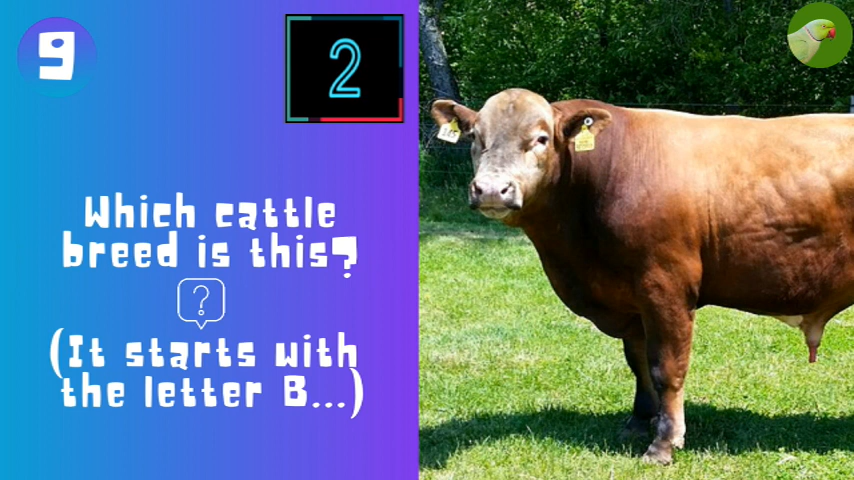 9
2
Which cattle
breed is this?
?
(It starts with
the letter B...)